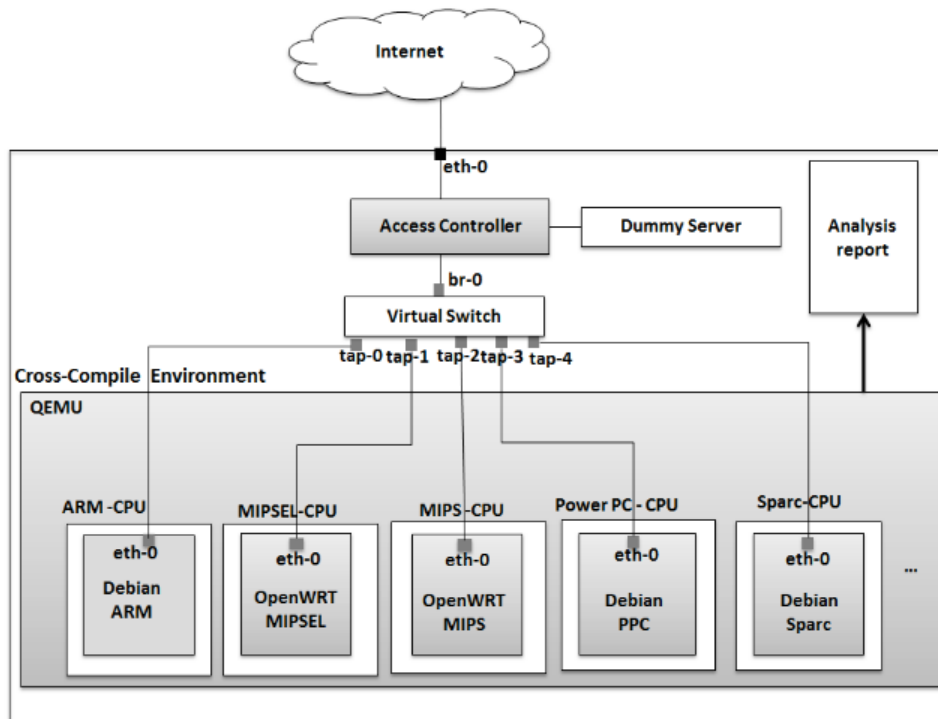 Internet
eth-0
Access Controller
Dummy Server
Analysis
report
br-0
Virtual Switch
tap-0
tap-1
tap-2
tap-3
tap-4
Cross-Compile Environment
QEMU
ARM -CPU
MIPSEL-CPU
MIPS -CPU
Power PC - CPU
Sparc-CPU
eth-0
Debian
ARM
eth-0
OpenWRT
MIPSEL
eth-0
OpenWRT
MIPS
eth-0
Debian
PPC
eth-0
Debian
Sparc
...